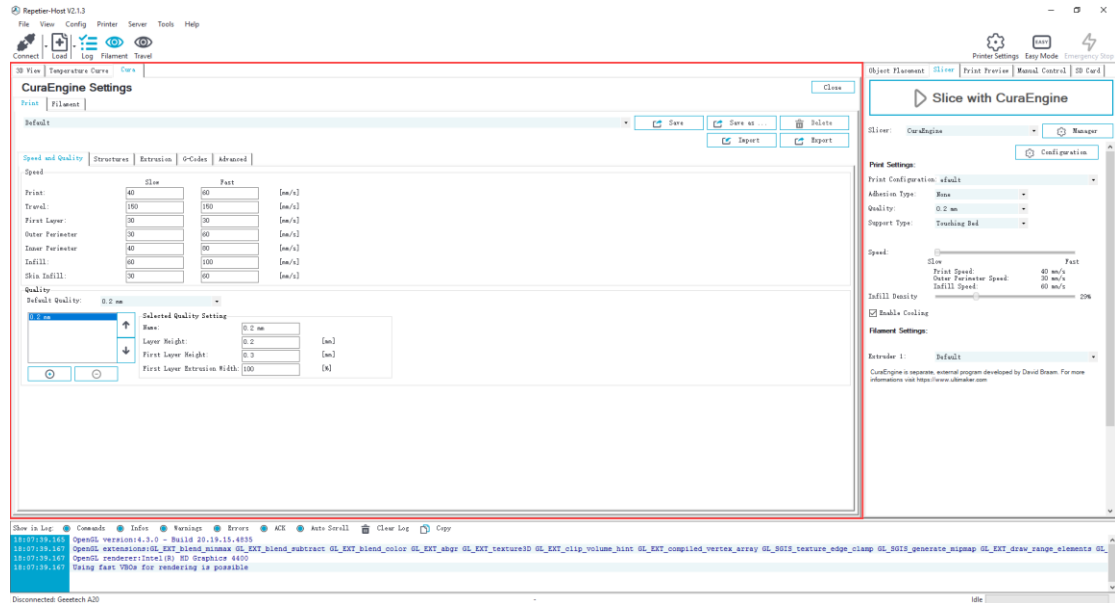 Repetier-Host V2.1.3
File View Config Printer Server Tools Help
Connect Load Log Filament Travel
Printer Settings Easy Mode Emergency Stop
EASY
3D View Temperature Curve Cura
Object Placement Slicer Print Preview Manual Control SD Card
CuraEngine Settings
Close
Print Filament
Default
Save Save as ... Delete
Import Export
Speed and Quality Structures Extrusion G-Codes Advanced
Speed
Slow Fast
Print: 40 60 [mm/s]
Travel: 150 150 [mm/s]
First Layer: 30 30 [mm/s]
Outer Perimeter 30 60 [mm/s]
Inner Perimeter 40 80 [mm/s]
Infill: 60 100 [mm/s]
Skin Infill: 30 60 [mm/s]
Quality
Default Quality: 0.2 mm
0.2 mm
Selected Quality Setting
Name: 0.2 mm
Layer Height: 0.2 [mm]
First Layer Height: 0.3 [mm]
First Layer Extrusion Width: 100 [%]
Slice with CuraEngine
Slicer: CuraEngine Manager
Configuration
Print Settings:
Print Configuration: efault
Adhesion Type: None
Quality: 0.2 mm
Support Type: Touching Bed
Speed:
Slow Fast
Print Speed: 40 mm/s
Outer Perimeter Speed: 30 mm/s
Infill Speed: 60 mm/s
Infill Density 29%
Enable Cooling
Filament Settings:
Extruder 1: Default
CuraEngine is separate, external program developed by David Braam. For more
informations visit https://www.ultimaker.com
Show in Log: Commands Infos Warnings Errors ACK Auto Scroll Clear Log Copy
18:07:39.165 OpenGL version:4.3.0 - Build 20.19.15.4835
18:07:39.167 OpenGL extensions:GL_EXT_blend_minmax GL_EXT_blend_subtract GL_EXT_blend_color GL_EXT_abgr GL_EXT_texture3D GL_EXT_clip_volume_hint GL_EXT_compiled_vertex_array GL_SGIS_texture_edge_clamp GL_SGIS_generate_mipmap GL_EXT_draw_range_elements GL_
18:07:39.167 OpenGL renderer:Intel(R) HD Graphics 4400
18:07:39.167 Using fast VBOs for rendering is possible
Disconnected: Geeetech A20 - Idle